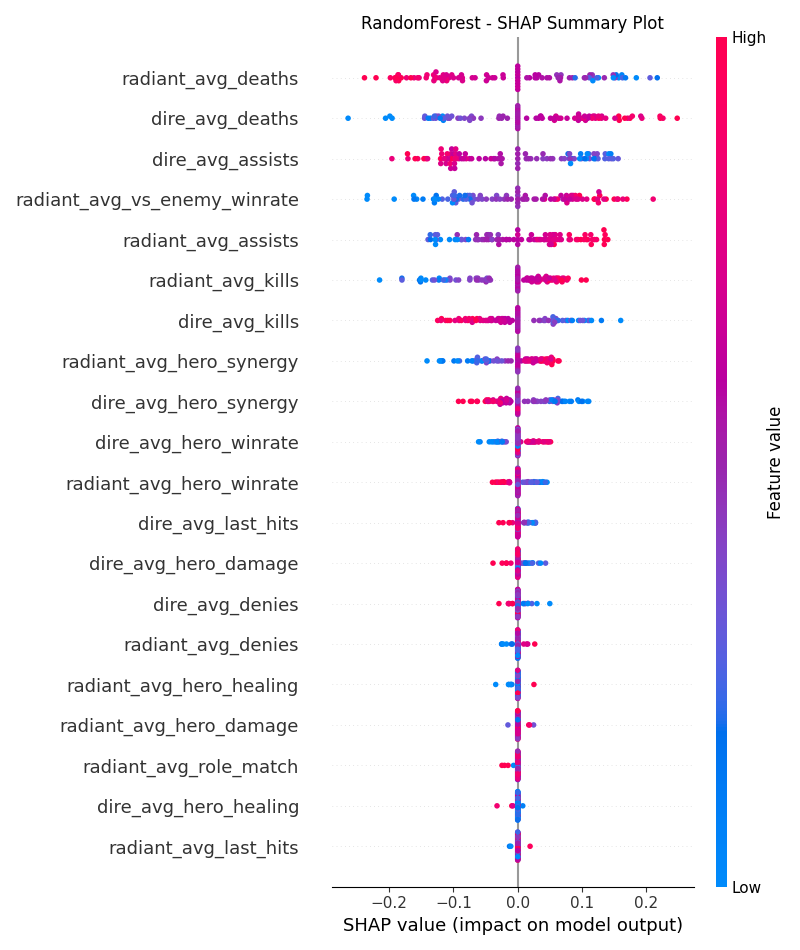 RandomForest - SHAP Summary Plot
High
radiant_avg_deaths
dire_avg_deaths
dire_avg_assists
radiant_avg_vs_enemy_winrate
radiant_avg_assists
radiant_avg_kills
dire_avg_kills
radiant_avg_hero_synergy
dire_avg_hero_synergy
dire_avg_hero_winrate
radiant_avg_hero_winrate
dire_avg_last_hits
dire_avg_hero_damage
dire_avg_denies
radiant_avg_denies
radiant_avg_hero_healing
radiant_avg_hero_damage
radiant_avg_role_match
dire_avg_hero_healing
radiant_avg_last_hits
Feature value
Low
−0.2 −0.1 0.0 0.1 0.2
SHAP value (impact on model output)